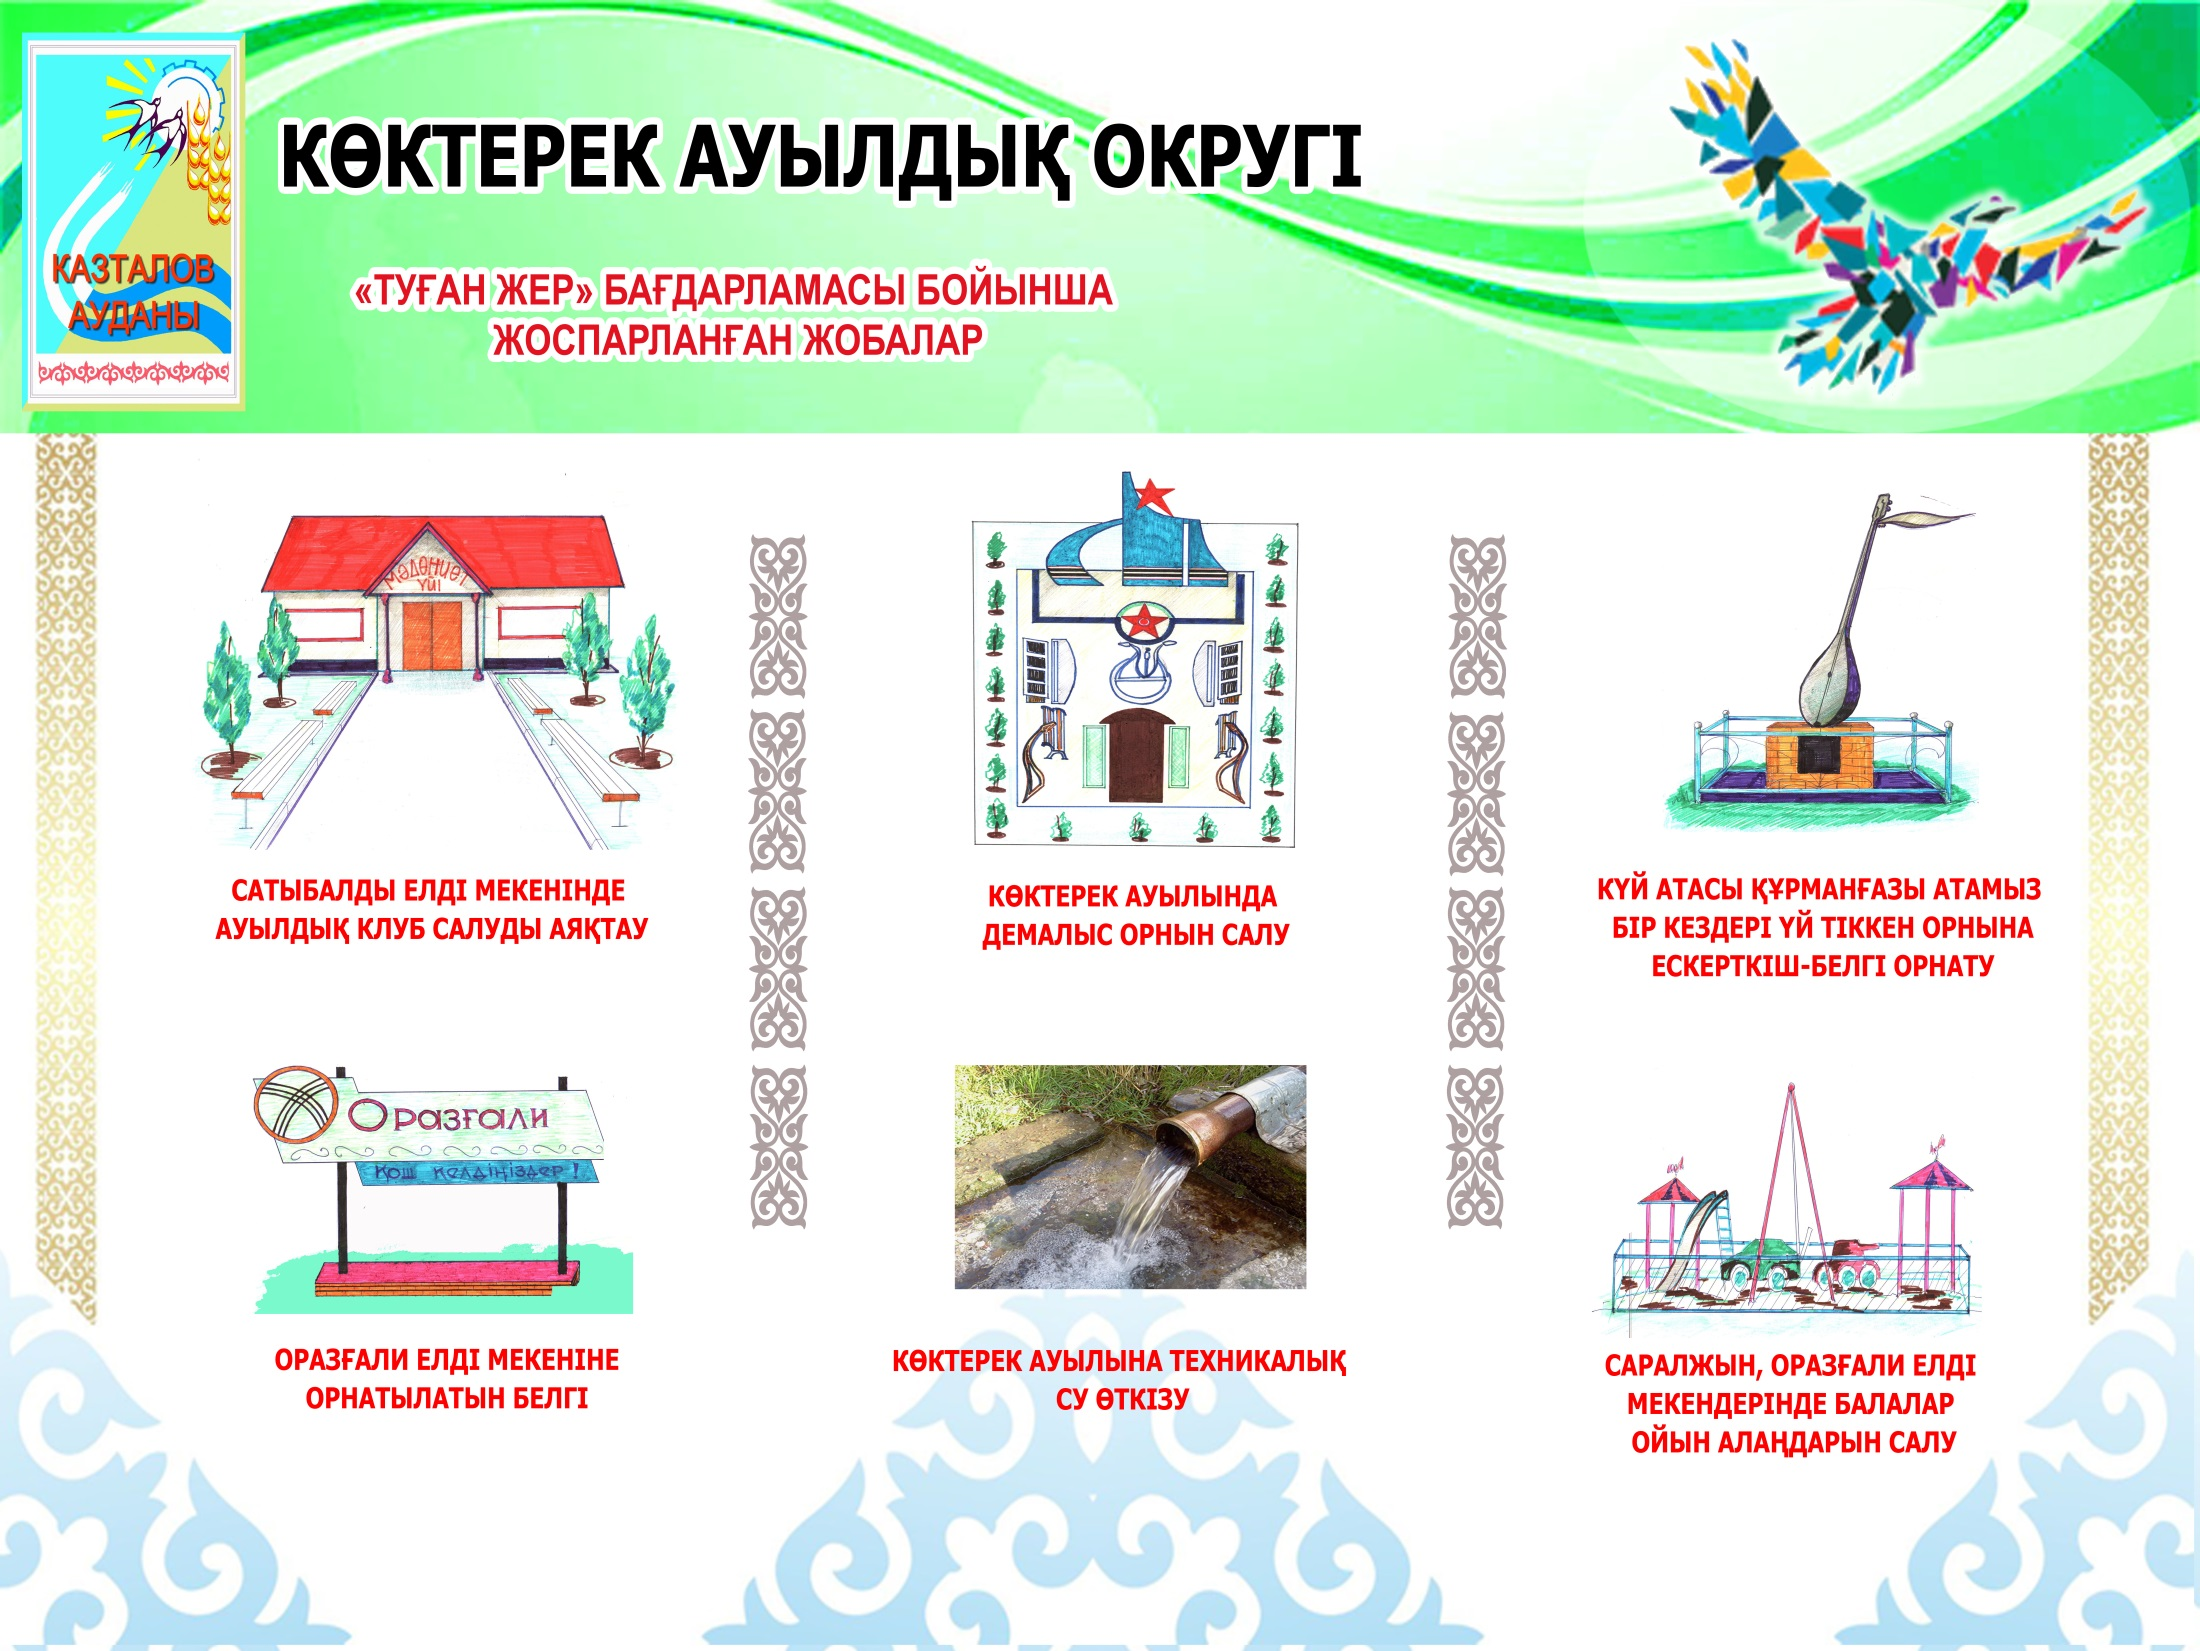 КАЗТАЛОВ
АУДАНЫ
КӨКТЕРЕК АУЫЛДЫҚ ОКРУГІ
«ТУҒАН ЖЕР» БАҒДАРЛАМАСЫ БОЙЫНША
ЖОСПАРЛАНҒАН ЖОБАЛАР
МӘДЕНИЕТ
ҮЙІ
САТЫБАЛДЫ ЕЛДІ МЕКЕНІНДЕ
АУЫЛДЫҚ КЛУБ САЛУДЫ АЯҚТАУ
КӨКТЕРЕК АУЫЛЫНДА
ДЕМАЛЫС ОРНЫН САЛУ
КҮЙ АТАСЫ ҚҰРМАНҒАЗЫ АТАМЫЗ
БІР КЕЗДЕРІ ҮЙ ТІККЕН ОРНЫНА
ЕСКЕРТКІШ-БЕЛГІ ОРНАТУ
Оразғали
Қош келдіңіздер!
ОРАЗҒАЛИ ЕЛДІ МЕКЕНІНЕ
ОРНАТЫЛАТЫН БЕЛГІ
КӨКТЕРЕК АУЫЛЫНА ТЕХНИКАЛЫҚ
СУ ӨТКІЗУ
САРАЛЖЫН, ОРАЗҒАЛИ ЕЛДІ
МЕКЕНДЕРІНДЕ БАЛАЛАР
ОЙЫН АЛАҢДАРЫН САЛУ